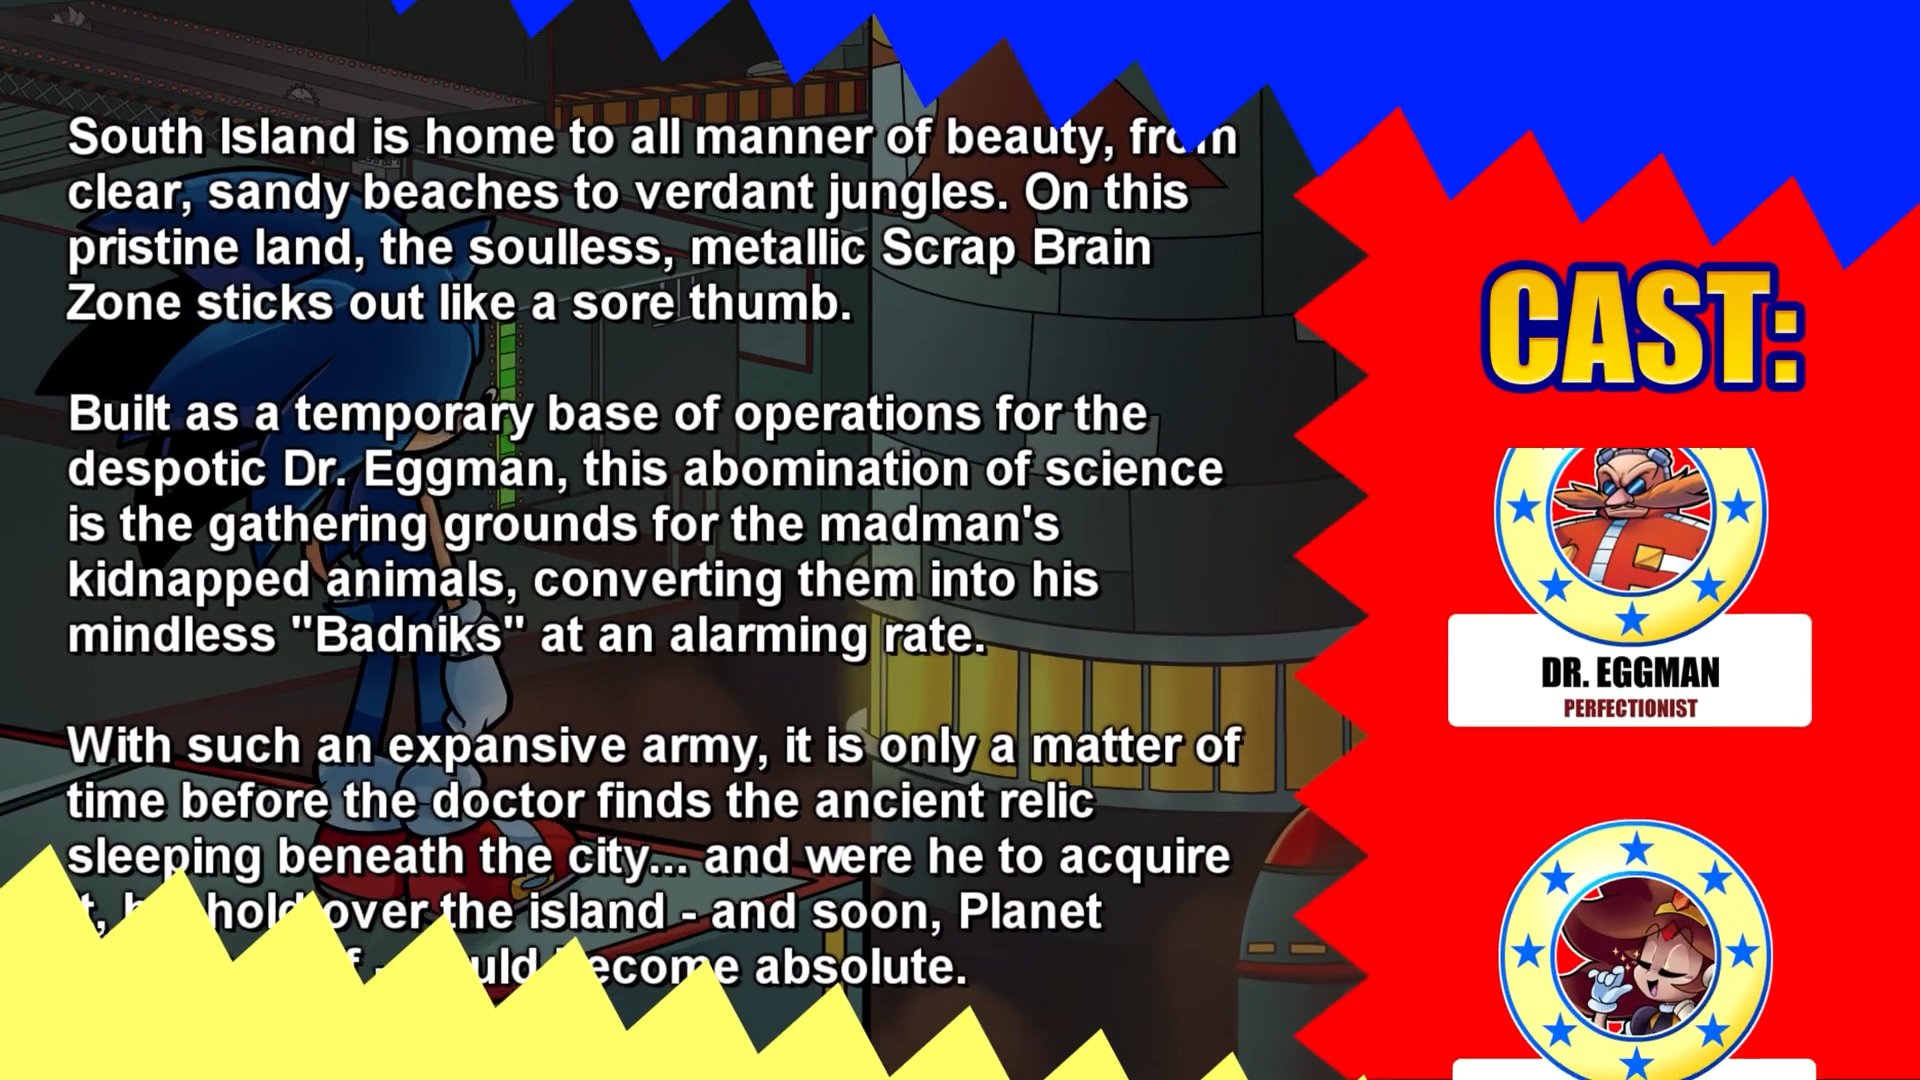 South Island is home to all manner of beauty, from
clear, sandy beaches to verdant jungles. On this
pristine land, the soulless, metallic Scrap Brain
Zone sticks out like a sore thumb.
Built as a temporary base of operations for the
despotic Dr. Eggman, this abomination of science
is the gathering grounds for the madman's
kidnapped animals, converting them into his
mindless "Badniks" at an alarming rate.
With such an expansive army, it is only a matter of
time before the doctor finds the ancient relic
sleeping beneath the city... and were he to acquire
hold over the island - and soon, Planet
absolute.
CAST:
DR. EGGMAN
PERFECTIONIST